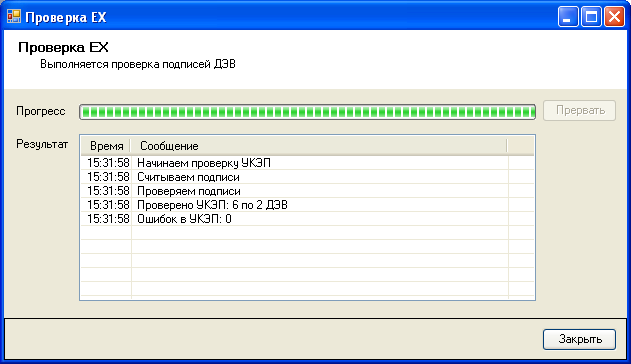 Проверка EX
Проверка EX
Выполняется проверка подписей ДЭВ
Прогресс
Прервать
Результат
Время Сообщение
15:31:58 Начинаем проверку УКЭП
15:31:58 Считываем подписи
15:31:58 Проверяем подписи
15:31:58 Проверено УКЭП: 6 по 2 ДЭВ
15:31:58 Ошибок в УКЭП: 0
Закрыть